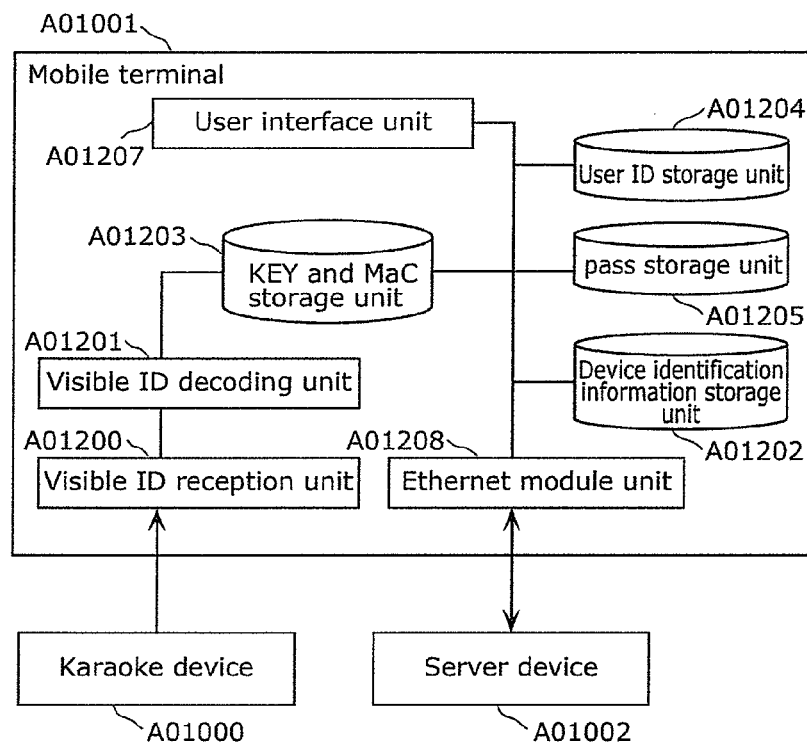 A01001
Mobile terminal
User interface unit
A01207
A01204
User ID storage unit
A01203
KEY and MaC
storage unit
pass storage unit
A01205
A01201
Visible ID decoding unit
Device identification
information storage
unit
A01202
A01200
Visible ID reception unit
A01208
Ethernet module unit
Karaoke device
A01000
Server device
A01002